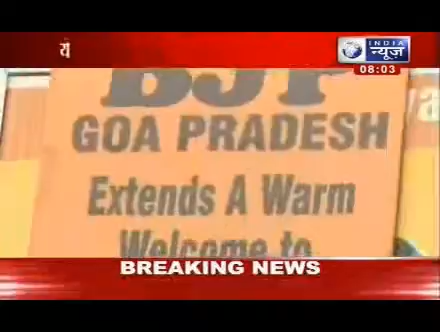 ये
INDIA
न्यूज़
08:03
BJP
GOA PRADESH
Extends A Warm
Welcome to
BREAKING NEWS